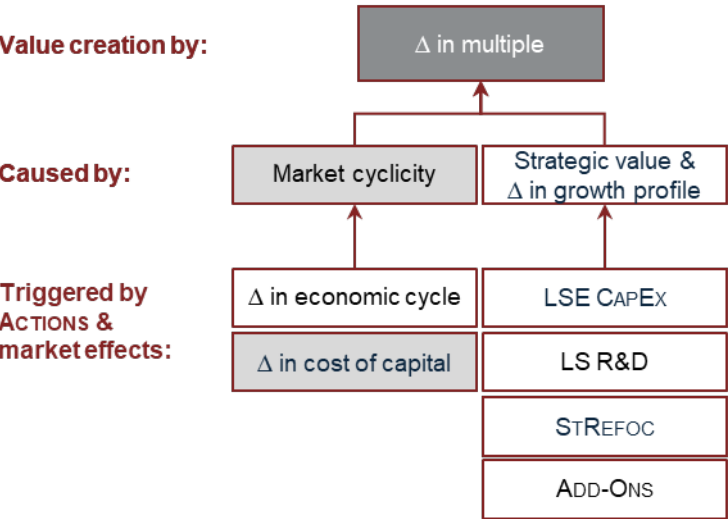 Value creation by:
Δ in multiple
Caused by:
Market cyclicity
Strategic value &
Δ in growth profile
Triggered by
ACTIONS &
market effects:
Δ in economic cycle
LSE CAPEX
Δ in cost of capital
LS R&D
STREFOC
ADD-ONS